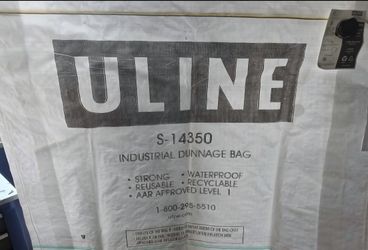 ULINE
S-14350
INDUSTRIAL DUNNAGE BAG
• STRONG • WATERPROOF
• REUSABLE • RECYCLABLE
• AAR APPROVED LEVEL 1
1-800-295-5510
uline.com